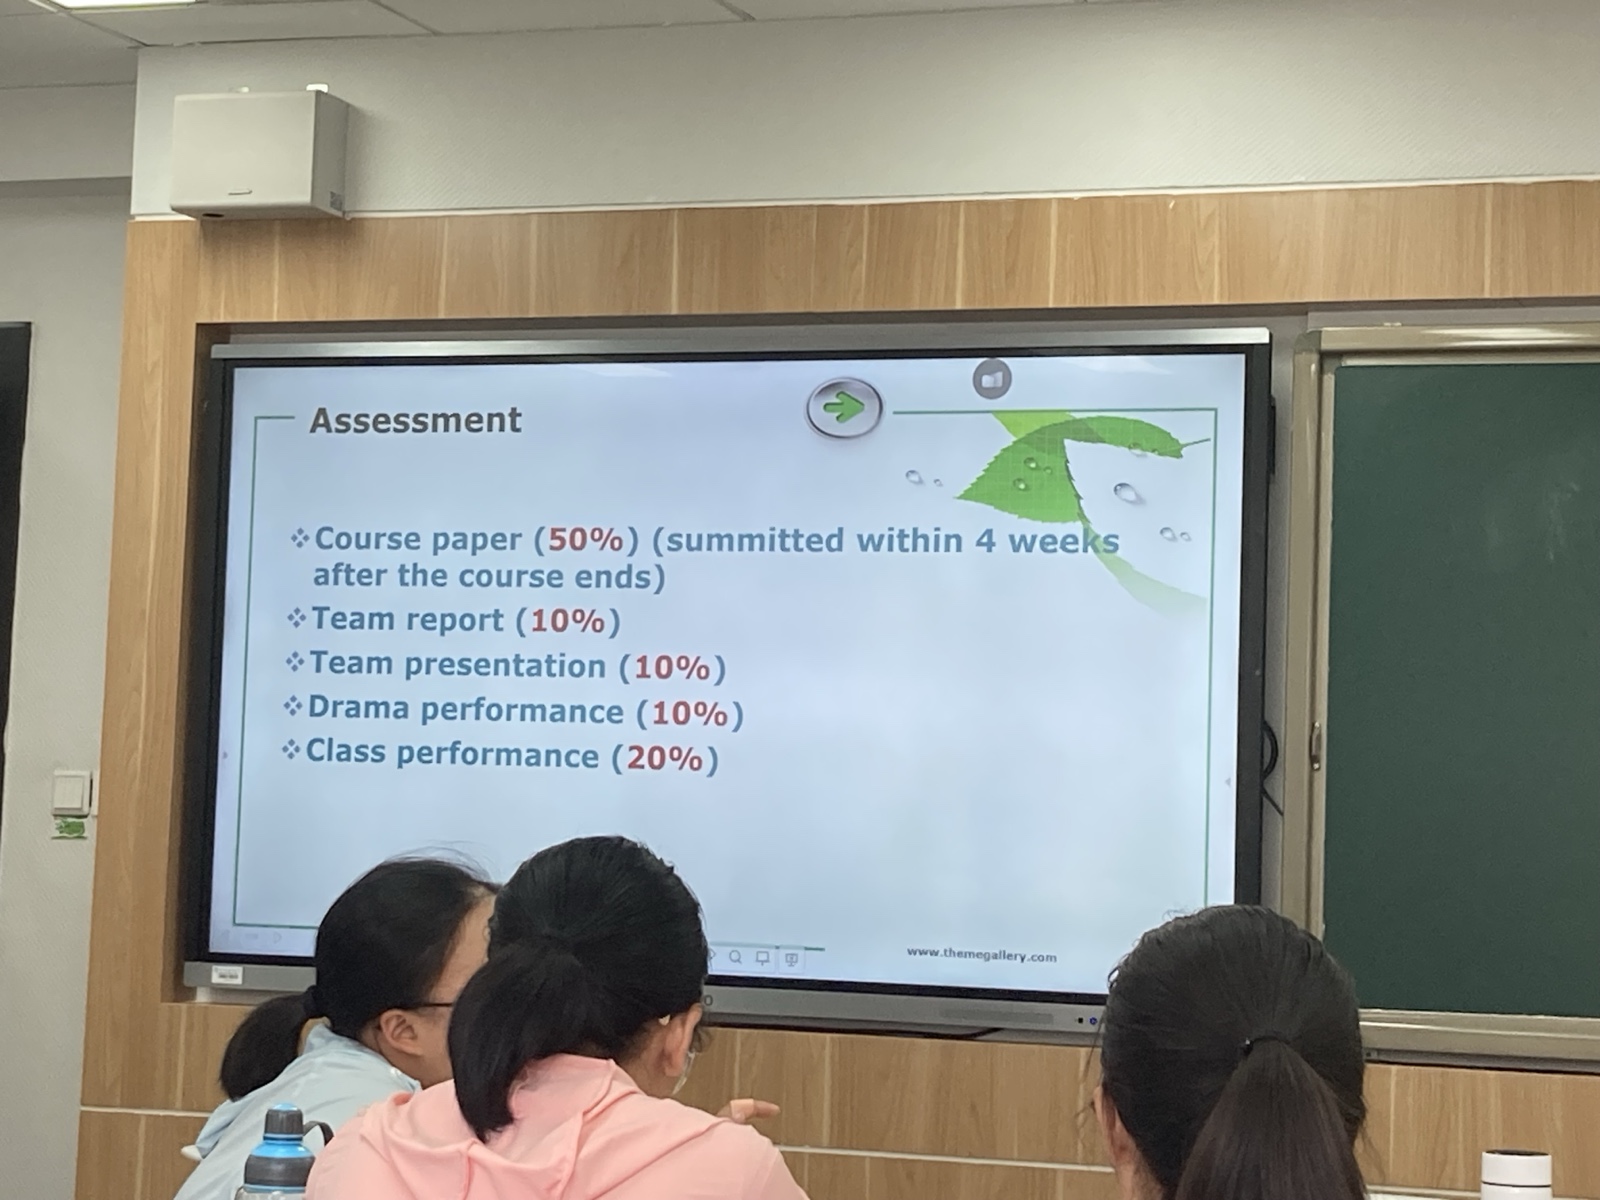 Assessment
Course paper (50%) (summitted within 4 weeks
after the course ends)
Team report (10%)
Team presentation (10%)
Drama performance (10%)
Class performance (20%)
www.themegallery.com